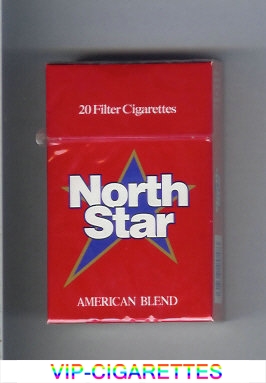 20 Filter Cigarettes
North
Star
AMERICAN BLEND
VIP-CIGARETTES